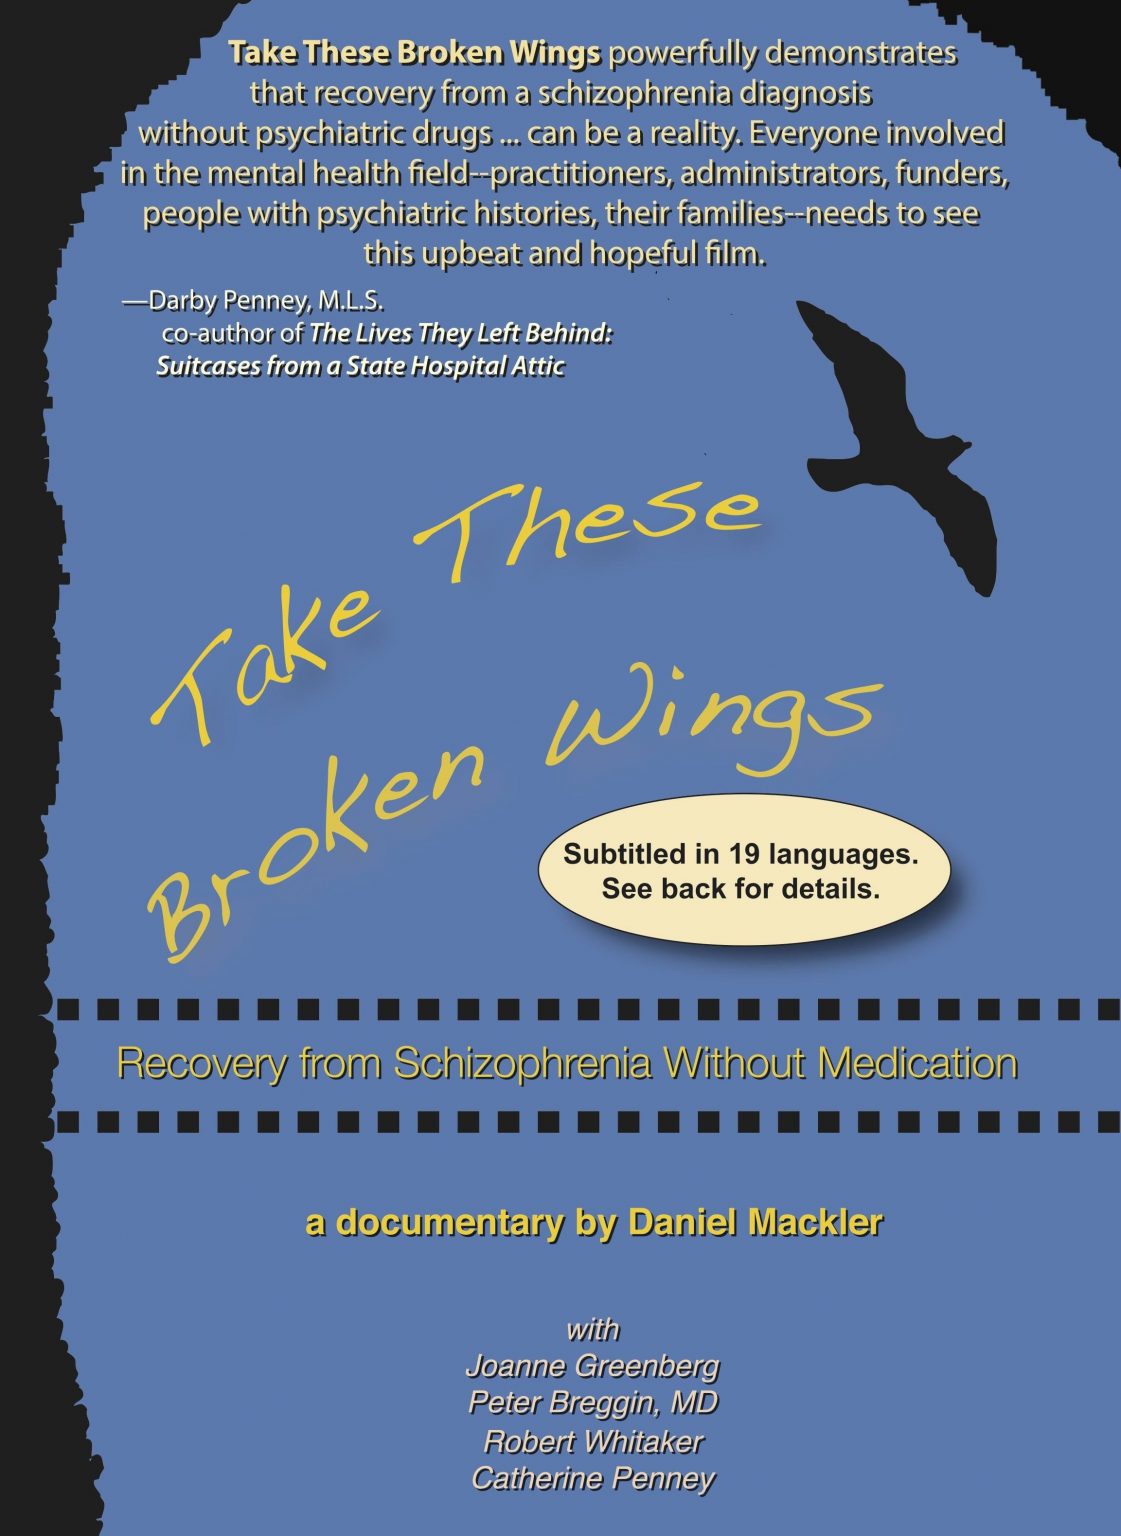 Take These Broken Wings powerfully demonstrates
that recovery from a schizophrenia diagnosis
without psychiatric drugs ... can be a reality. Everyone involved
in the mental health field--practitioners, administrators, funders,
people with psychiatric histories, their families--needs to see
this upbeat and hopeful film.
—Darby Penney, M.L.S.
co-author of The Lives They Left Behind:
Suitcases from a State Hospital Attic
Take These
Broken Wings
Subtitled in 19 languages.
See back for details.
Recovery from Schizophrenia Without Medication
a documentary by Daniel Mackler
with
Joanne Greenberg
Peter Breggin, MD
Robert Whitaker
Catherine Penney